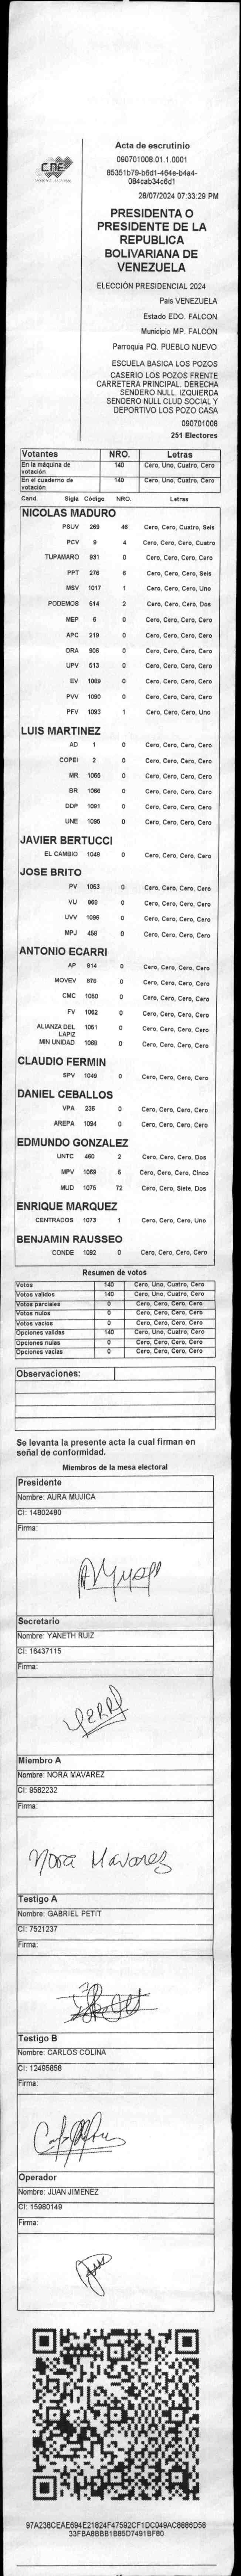 CNE
Acta de escrutinio
090701008.01.1.0001
85351b79-b6d1-464e-b4a4-
084cab34c6d1
28/07/2024 07:33:29 PM
PRESIDENTA O
PRESIDENTE DE LA
REPUBLICA
BOLIVARIANA DE
VENEZUELA
ELECCIÓN PRESIDENCIAL 2024
Pais VENEZUELA
Estado EDO. FALCON
Municipio MP. FALCON
Parroquia PQ. PUEBLO NUEVO
ESCUELA BASICA LOS POZOS
CASERIO LOS POZOS FRENTE
CARRETERA PRINCIPAL. DERECHA
SENDERO NULL. IZQUIERDA
SENDERO NULL CLUD SOCIAL Y
DEPORTIVO LOS POZO CASA
090701008
251 Electores
Votantes NRO. Letras
En la máquina de votación 140 Cero, Uno, Cuatro, Cero
En el cuaderno de votación 140 Cero, Uno, Cuatro, Cero
Cand. Sigla Código NRO. Letras
NICOLAS MADURO
PSUV 269 46 Cero, Cero, Cuatro, Seis
PCV 9 4 Cero, Cero, Cero, Cuatro
TUPAMARO 931 0 Cero, Cero, Cero, Cero
PPT 276 6 Cero, Cero, Cero, Seis
MSV 1017 1 Cero, Cero, Cero, Uno
PODEMOS 514 2 Cero, Cero, Cero, Dos
MEP 6 0 Cero, Cero, Cero, Cero
APC 219 0 Cero, Cero, Cero, Cero
ORA 906 0 Cero, Cero, Cero, Cero
UPV 513 0 Cero, Cero, Cero, Cero
EV 1089 0 Cero, Cero, Cero, Cero
PVV 1090 0 Cero, Cero, Cero, Cero
PFV 1093 1 Cero, Cero, Cero, Uno
LUIS MARTINEZ
AD 1 0 Cero, Cero, Cero, Cero
COPEI 2 0 Cero, Cero, Cero, Cero
MR 1065 0 Cero, Cero, Cero, Cero
BR 1066 0 Cero, Cero, Cero, Cero
DDP 1091 0 Cero, Cero, Cero, Cero
UNE 1095 0 Cero, Cero, Cero, Cero
JAVIER BERTUCCI
EL CAMBIO 1048 0 Cero, Cero, Cero, Cero
JOSE BRITO
PV 1053 0 Cero, Cero, Cero, Cero
VU 868 0 Cero, Cero, Cero, Cero
UVV 1096 0 Cero, Cero, Cero, Cero
MPJ 458 0 Cero, Cero, Cero, Cero
ANTONIO ECARRI
AP 914 0 Cero, Cero, Cero, Cero
MOVEV 879 0 Cero, Cero, Cero, Cero
CMC 1050 0 Cero, Cero, Cero, Cero
FV 1062 0 Cero, Cero, Cero, Cero
ALIANZA DEL LAPIZ 1051 0 Cero, Cero, Cero, Cero
MIN UNIDAD 1088 0 Cero, Cero, Cero, Cero
CLAUDIO FERMIN
SPV 1049 0 Cero, Cero, Cero, Cero
DANIEL CEBALLOS
VPA 236 0 Cero, Cero, Cero, Cero
AREPA 1094 0 Cero, Cero, Cero, Cero
EDMUNDO GONZALEZ
UNTC 460 2 Cero, Cero, Cero, Dos
MPV 1069 5 Cero, Cero, Cero, Cinco
MUD 1075 72 Cero, Cero, Siete, Dos
ENRIQUE MARQUEZ
CENTRADOS 1073 1 Cero, Cero, Cero, Uno
BENJAMIN RAUSSEO
CONDE 1092 0 Cero, Cero, Cero, Cero
Resumen de votos
Votos 140 Cero, Uno, Cuatro, Cero
Votos validos 140 Cero, Uno, Cuatro, Cero
Votos parciales 0 Cero, Cero, Cero, Cero
Votos nulos 0 Cero, Cero, Cero, Cero
Votos vacios 0 Cero, Cero, Cero, Cero
Opciones validas 140 Cero, Uno, Cuatro, Cero
Opciones nulas 0 Cero, Cero, Cero, Cero
Opciones vacias 0 Cero, Cero, Cero, Cero
Observaciones:
Se levanta la presente acta la cual firman en
señal de conformidad.
Miembros de la mesa electoral
Presidente
Nombre: AURA MUJICA
CI: 14802480
Firma:
Secretario
Nombre: YANETH RUIZ
CI: 16437115
Firma:
Miembro A
Nombre: NORA MAVAREZ
CI: 9582232
Firma:
Nora Mavarez
Testigo A
Nombre: GABRIEL PETIT
CI: 7521237
Firma:
Testigo B
Nombre: CARLOS COLINA
CI: 12495858
Firma:
Operador
Nombre: JUAN JIMENEZ
CI: 15980149
Firma:
97A238CEAE694E21824F47592CF1DC049AC8886D58
33FBA8BBB1B85D7491BF80